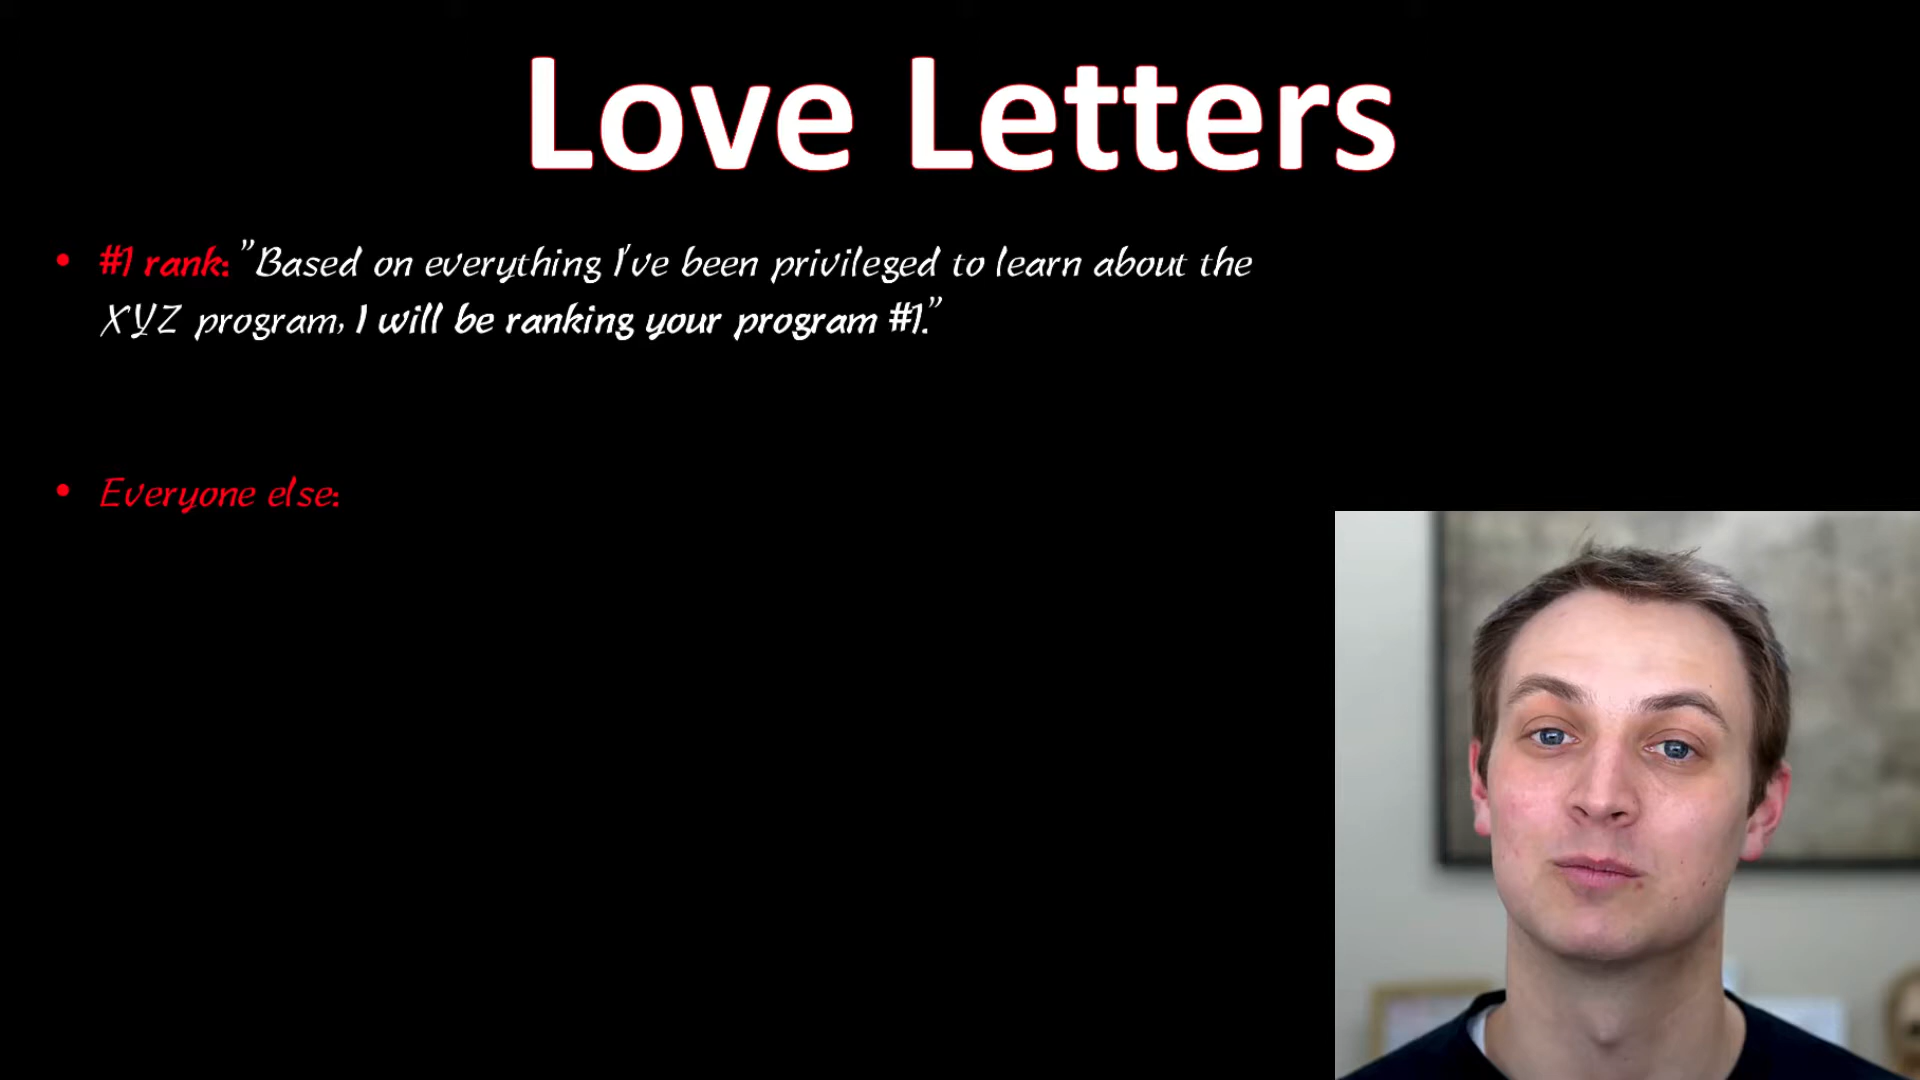 Love Letters
• #1 rank: "Based on everything I've been privileged to learn about the
XYZ program, I will be ranking your program #1."
• Everyone else: